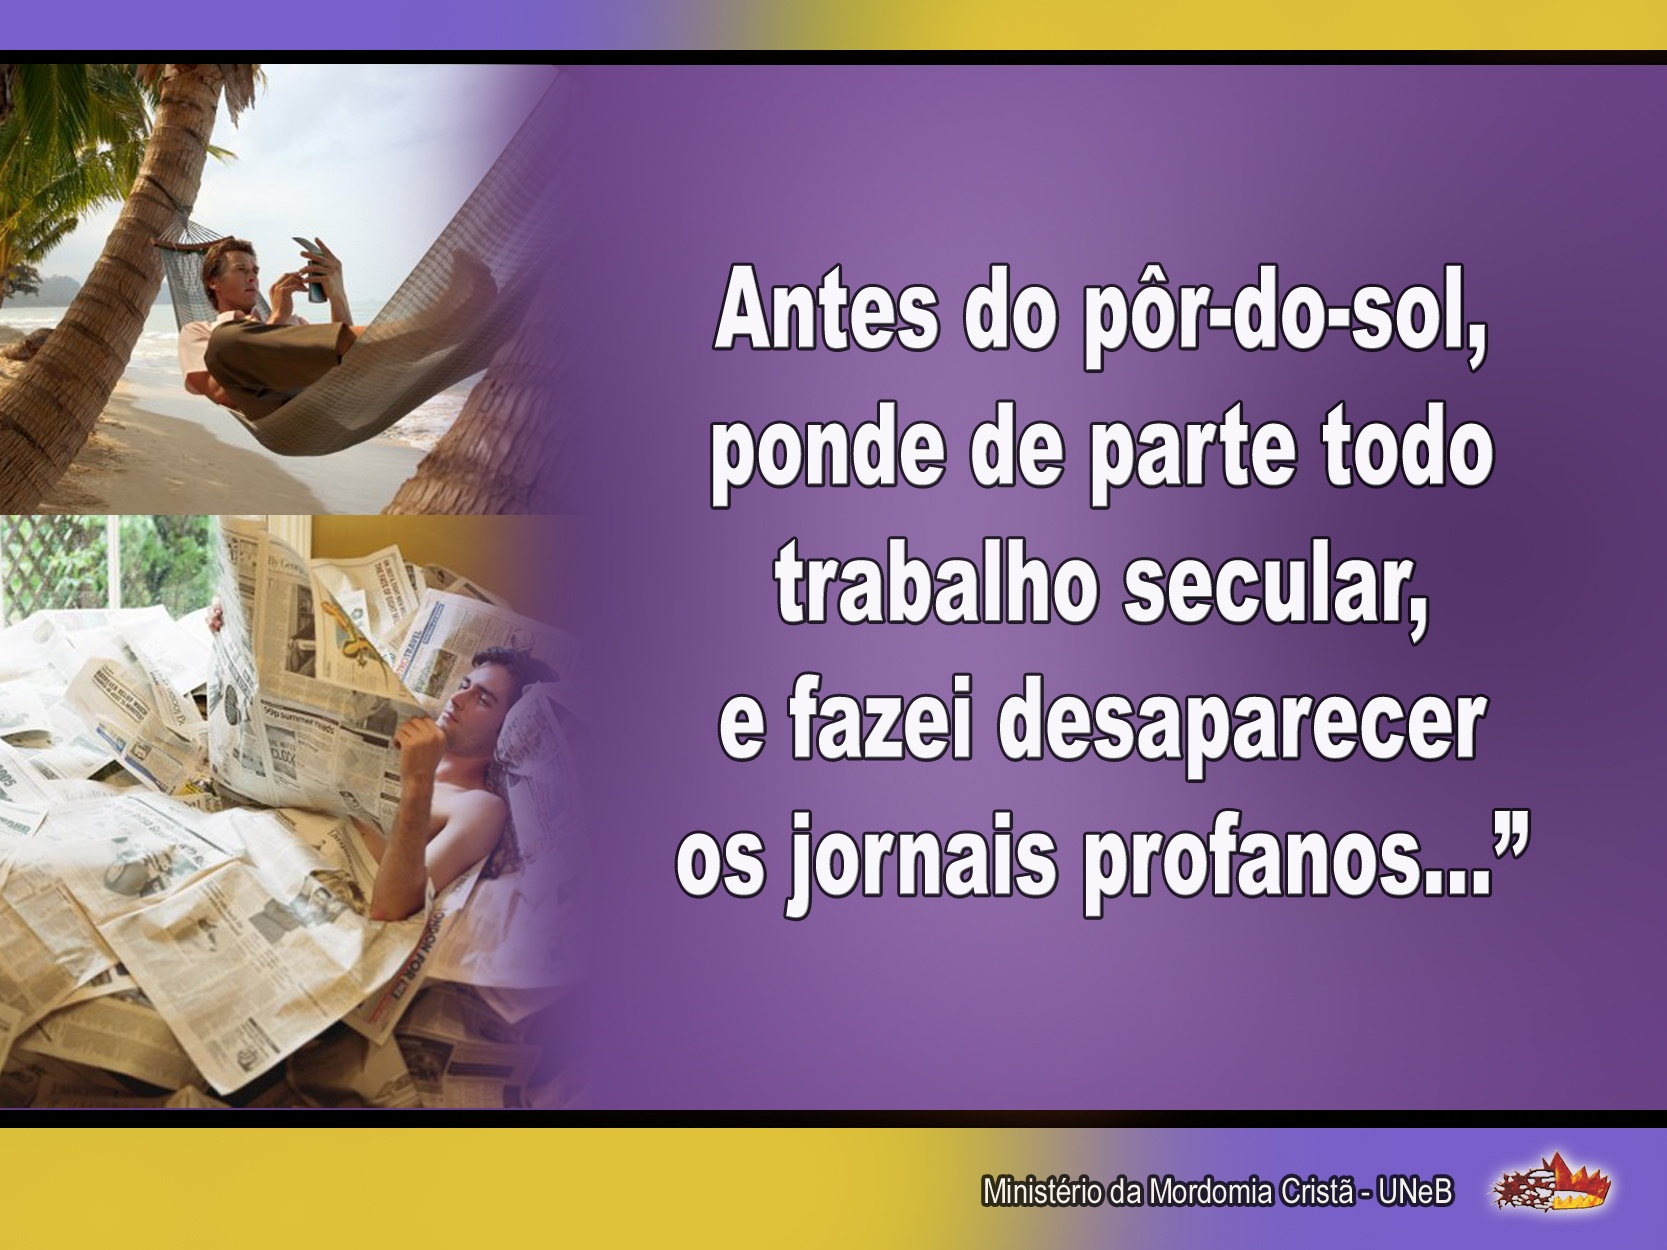 Antes do pôr-do-sol,
ponde de parte todo
trabalho secular,
e fazei desaparecer
os jornais profanos...”
Ministério da Mordomia Cristã - UNeB